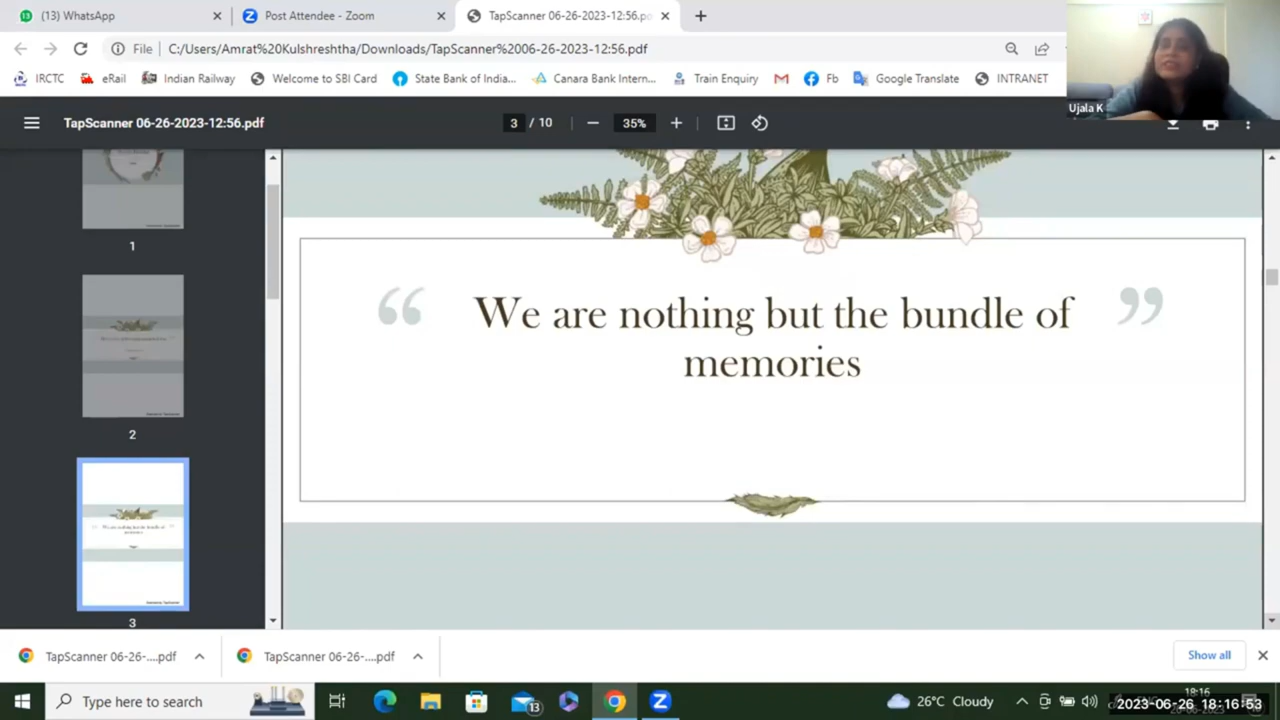 (13) WhatsApp
Post Attendee - Zoom
TapScanner 06-26-2023-12:56.po
File
C:/Users/Amrat%20Kulshreshtha/Downloads/TapScanner%2006-26-2023-12:56.pdf
IRCTC
eRail
Indian Railway
Welcome to SBI Card
State Bank of India...
Canara Bank Intern...
Train Enquiry
Fb
Google Translate
INTRANET
Ujala K
TapScanner 06-26-2023-12:56.pdf
3 / 10
35%
1
2
3
“ We are nothing but the bundle of ”
memories
TapScanner 06-26-....pdf
TapScanner 06-26-....pdf
Show all
Type here to search
13
26°C Cloudy
18:16
2023-06-26 18:16:53